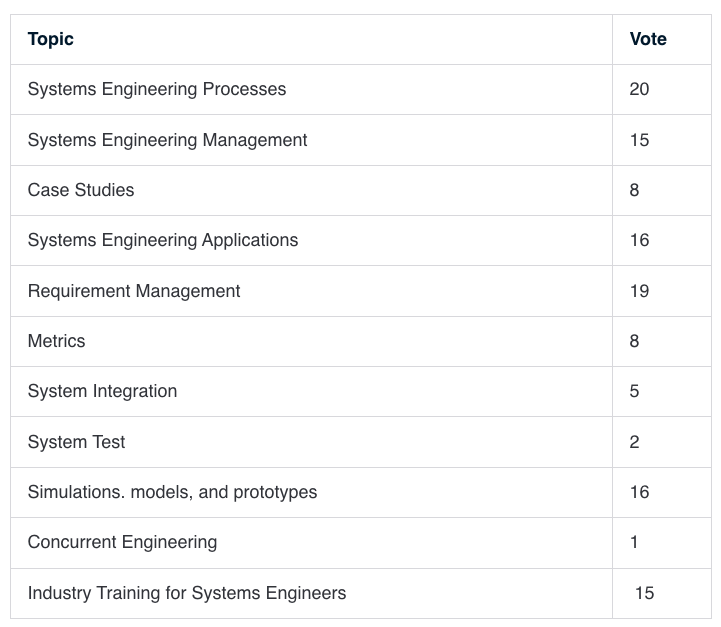 Topic Vote
Systems Engineering Processes 20
Systems Engineering Management 15
Case Studies 8
Systems Engineering Applications 16
Requirement Management 19
Metrics 8
System Integration 5
System Test 2
Simulations. models, and prototypes 16
Concurrent Engineering 1
Industry Training for Systems Engineers 15